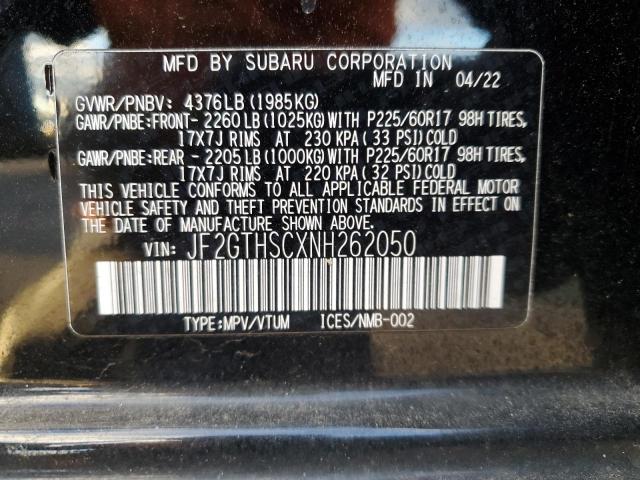 MFD BY SUBARU CORPORATION
MFD IN 04/22
GVWR/PNBV: 4376LB(1985KG)
GAWR/PNBE:FRONT- 2260LB(1025KG)WITH P225/60R17 98H TIRES,
17X7J RIMS AT 230 KPA(33 PSI)COLD
GAWR/PNBE:REAR - 2205LB(1000KG)WITH P225/60R17 98H TIRES,
17X7J RIMS AT 220 KPA(32 PSI)COLD
THIS VEHICLE CONFORMS TO ALL APPLICABLE FEDERAL MOTOR
VEHICLE SAFETY AND THEFT PREVENTION STANDARDS IN EFFECT ON
THE DATE OF MANUFACTURE SHOWN ABOVE.
VIN: JF2GTHSCXNH262050
TYPE:MPV/VTUM ICES/NMB-002